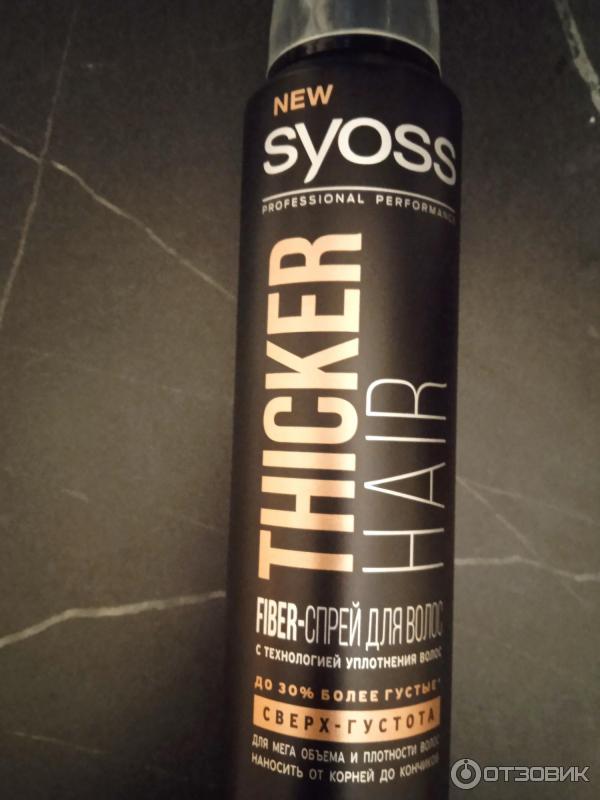 NEW
syoss
PROFESSIONAL PERFORMANCE
THICKER
HAIR
FIBER-СПРЕЙ ДЛЯ ВОЛОС
С ТЕХНОЛОГИЕЙ УПЛОТНЕНИЯ ВОЛОС
ДО 30% БОЛЕЕ ГУСТЫЕ*
СВЕРХ-ГУСТОТА
ДЛЯ МЕГА ОБЪЕМА И ПЛОТНОСТИ ВОЛОС
НАНОСИТЬ ОТ КОРНЕЙ ДО КОНЧИКОВ
ОТЗОВИК